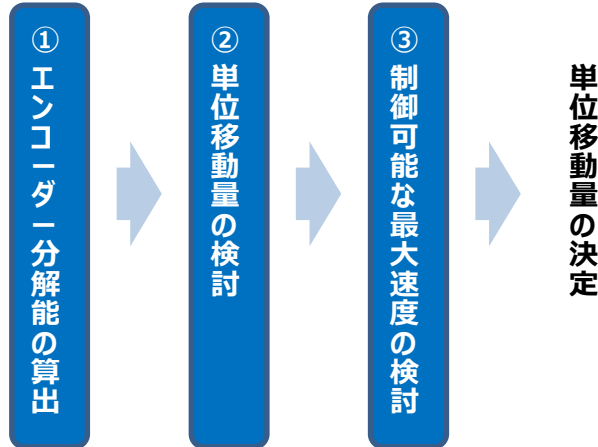 ① エンコーダー分解能の算出
② 単位移動量の検討
③ 制御可能な最大速度の検討
単位移動量の決定